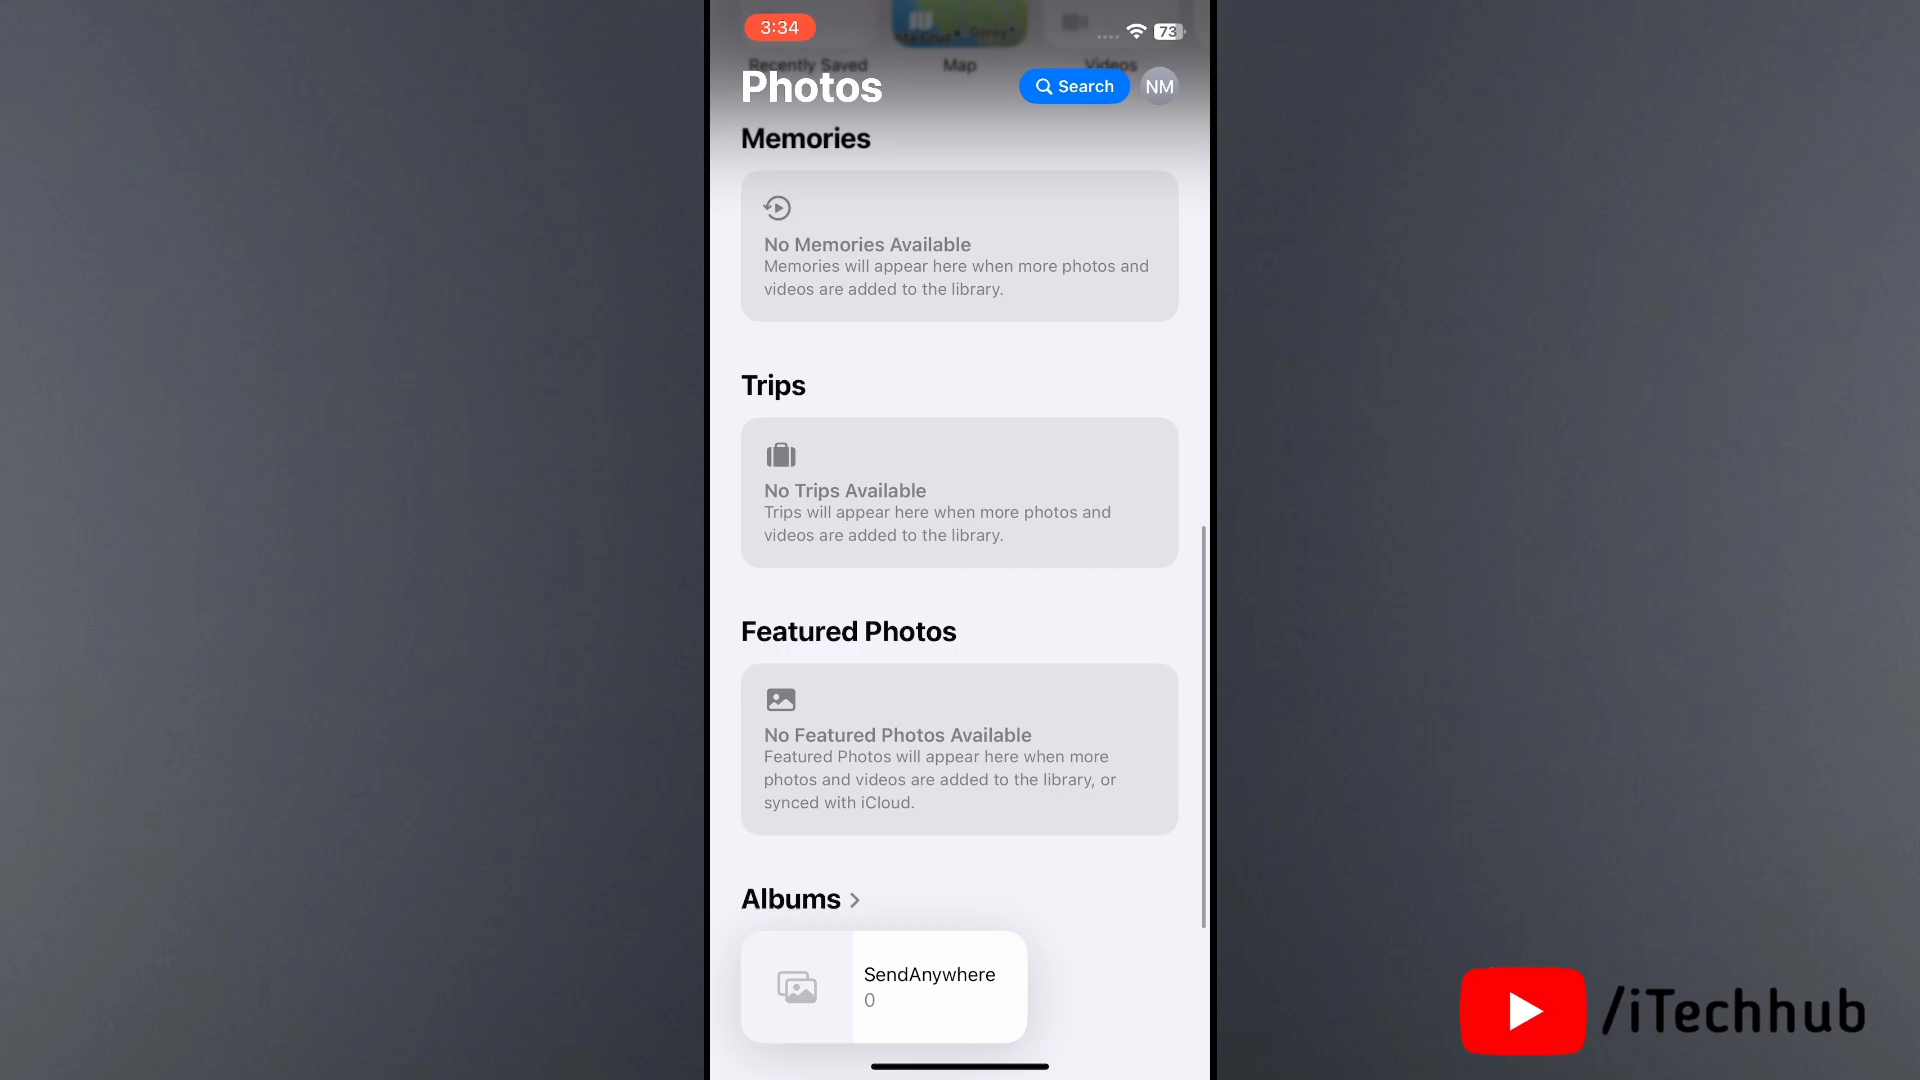 3:34
73
Recently Saved
Map
Videos
Photos
Search
NM
Memories
No Memories Available
Memories will appear here when more photos and
videos are added to the library.
Trips
No Trips Available
Trips will appear here when more photos and
videos are added to the library.
Featured Photos
No Featured Photos Available
Featured Photos will appear here when more
photos and videos are added to the library, or
synced with iCloud.
Albums
SendAnywhere
0
/iTechhub